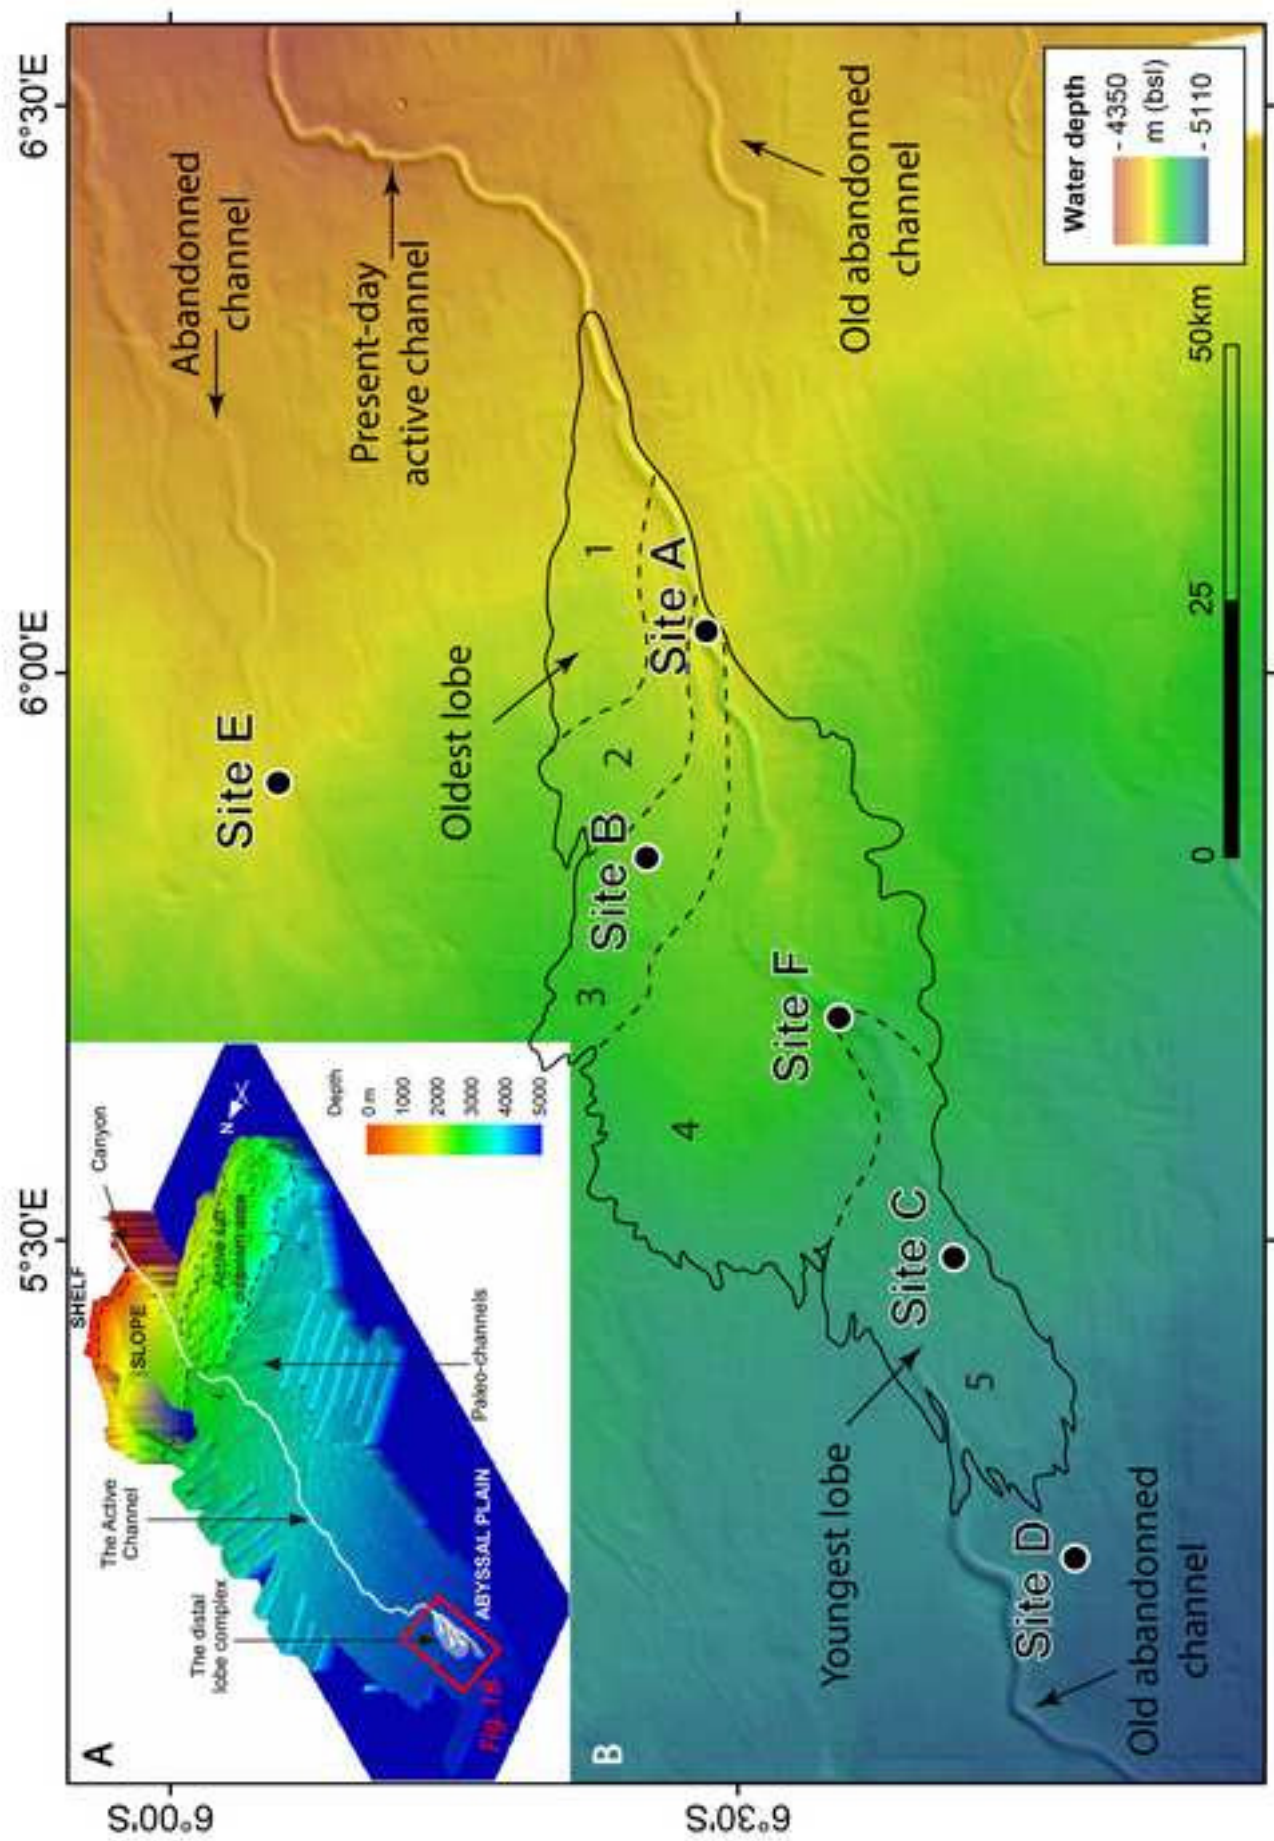 5°30'E
6°00'E
6°30'E
6°00'S
6°30'S
A
SHELF
Canyon
SLOPE
The Active
Channel
The distal
lobe complex
Paleo-channels
ABYSSAL PLAIN
Fig. 1B
N
Depth
0 m
1000
2000
3000
4000
5000
B
Abandonned
channel
Present-day
active channel
Old abandonned
channel
Site E
Oldest lobe
1
Site A
2
Site B
3
Site F
4
Site C
5
Youngest lobe
Site D
Old abandonned
channel
0
25
50km
Water depth
- 4350
m (bsl)
- 5110